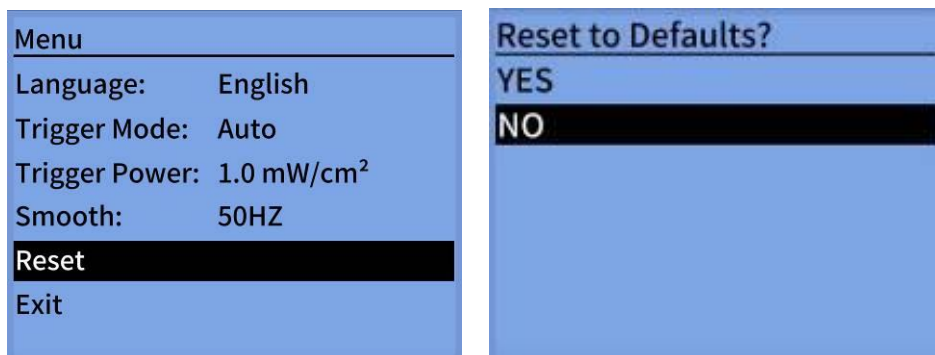 Menu
Language: English
Trigger Mode: Auto
Trigger Power: 1.0 mW/cm²
Smooth: 50HZ
Reset
Exit
Reset to Defaults?
YES
NO